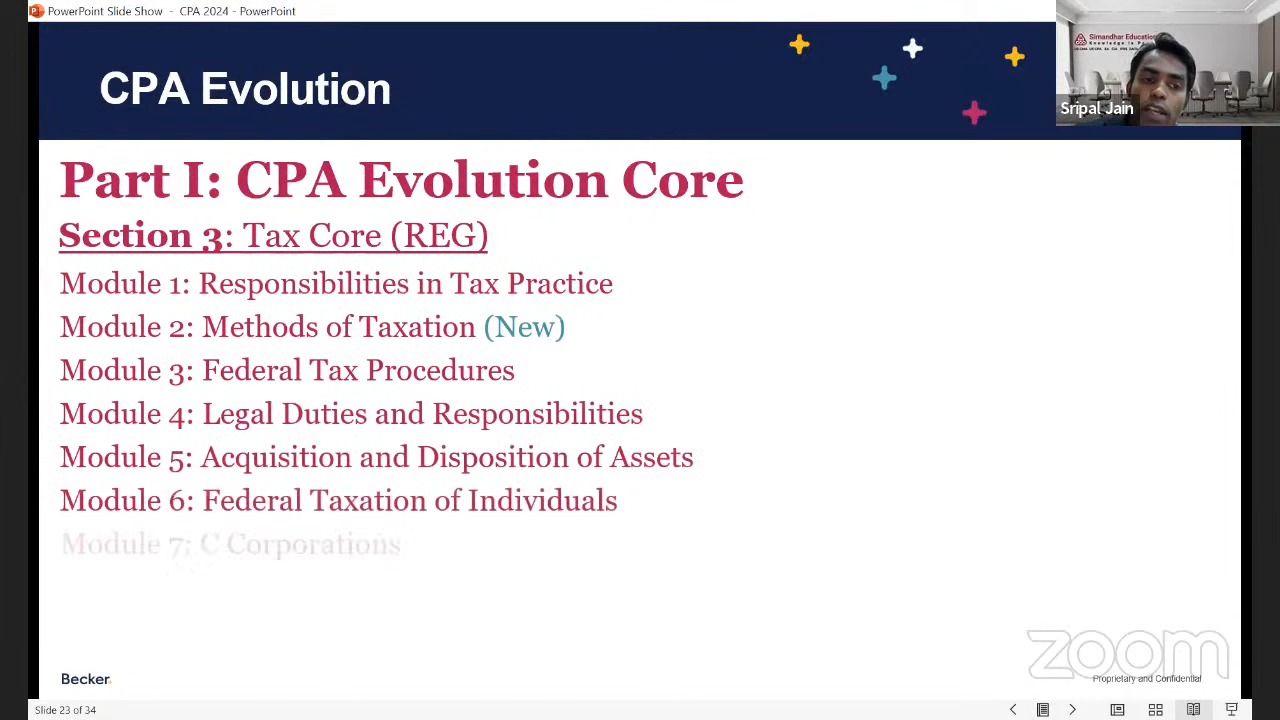 PowerPoint Slide Show - CPA 2024 - PowerPoint
CPA Evolution
Simandhar Education
Sripal Jain
Part I: CPA Evolution Core
Section 3: Tax Core (REG)
Module 1: Responsibilities in Tax Practice
Module 2: Methods of Taxation (New)
Module 3: Federal Tax Procedures
Module 4: Legal Duties and Responsibilities
Module 5: Acquisition and Disposition of Assets
Module 6: Federal Taxation of Individuals
Module 7: C Corporations
zoom
Becker.
Proprietary and Confidential
Slide 23 of 34